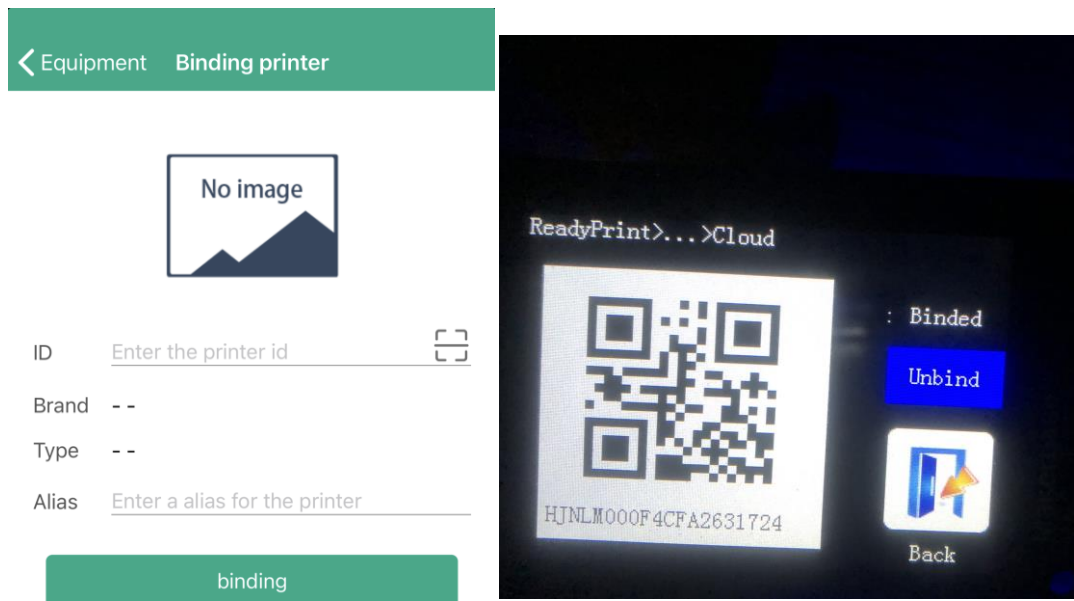 Equipment Binding printer
No image
ID Enter the printer id
Brand - -
Type - -
Alias Enter a alias for the printer
binding
ReadyPrint>...>Cloud
: Binded
Unbind
HJNLM000F4CFA2631724
Back